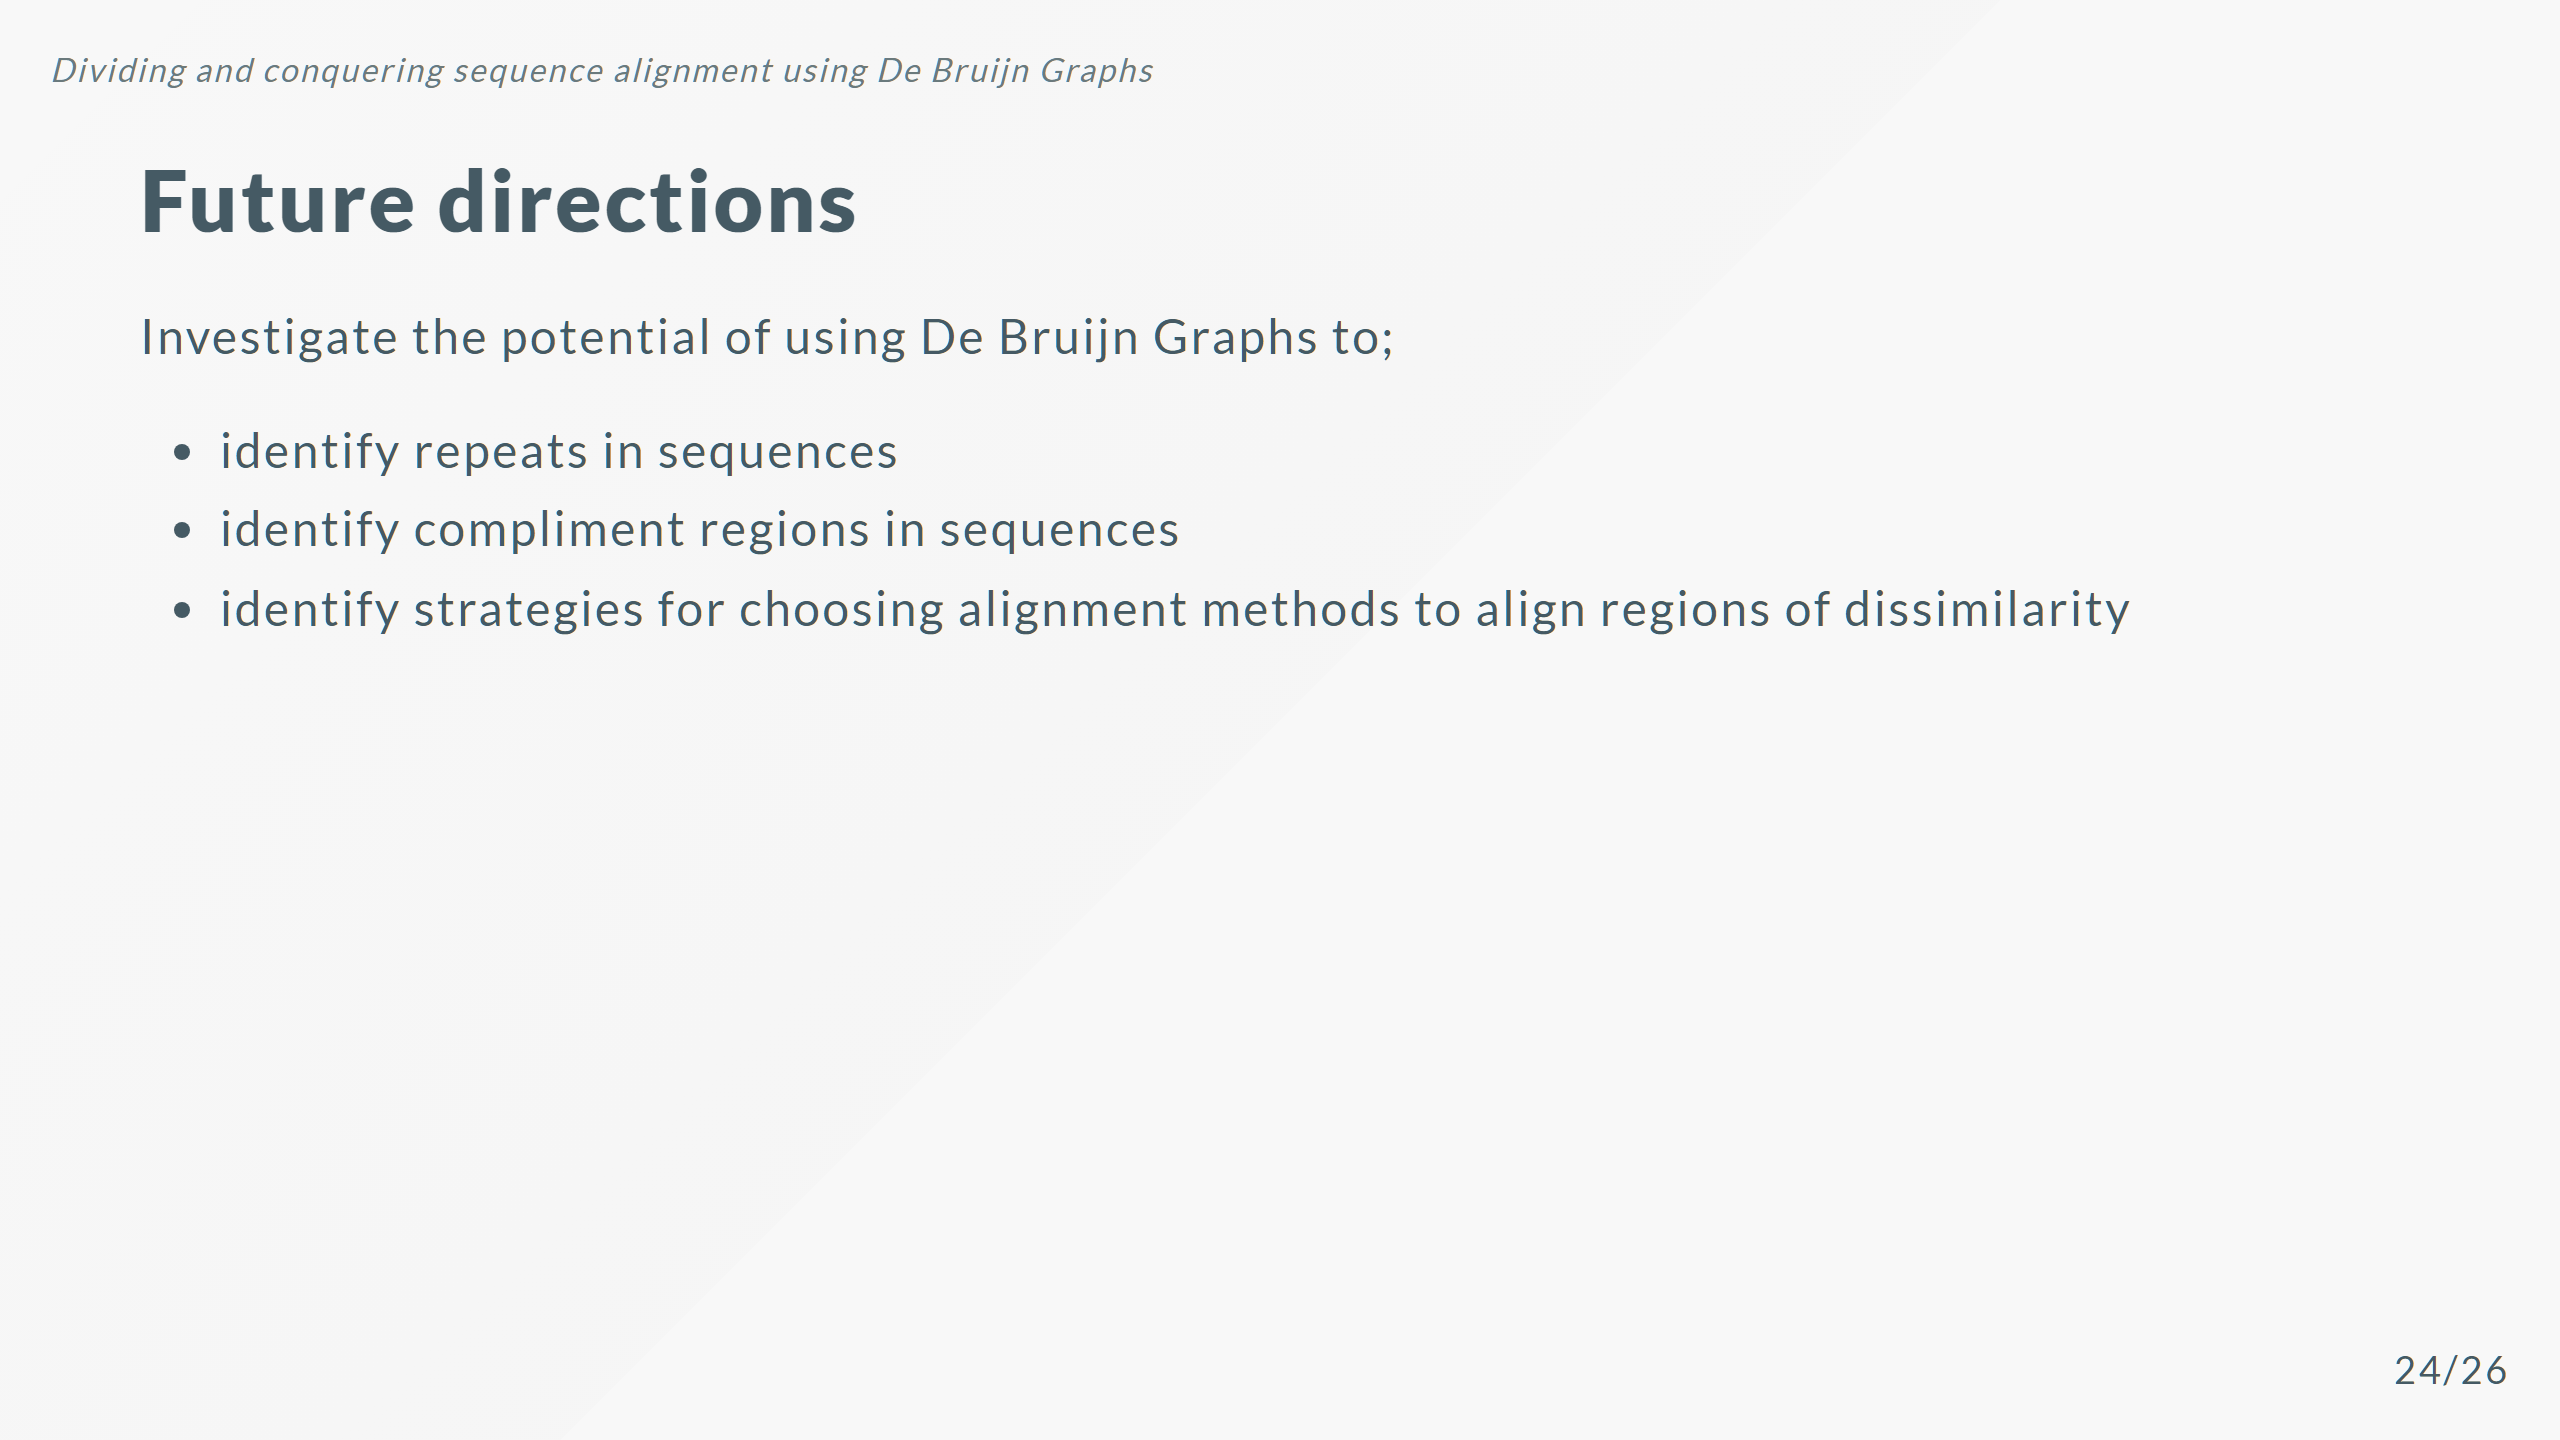 Dividing and conquering sequence alignment using De Bruijn Graphs
Future directions
Investigate the potential of using De Bruijn Graphs to;
• identify repeats in sequences
• identify compliment regions in sequences
• identify strategies for choosing alignment methods to align regions of dissimilarity
24/26